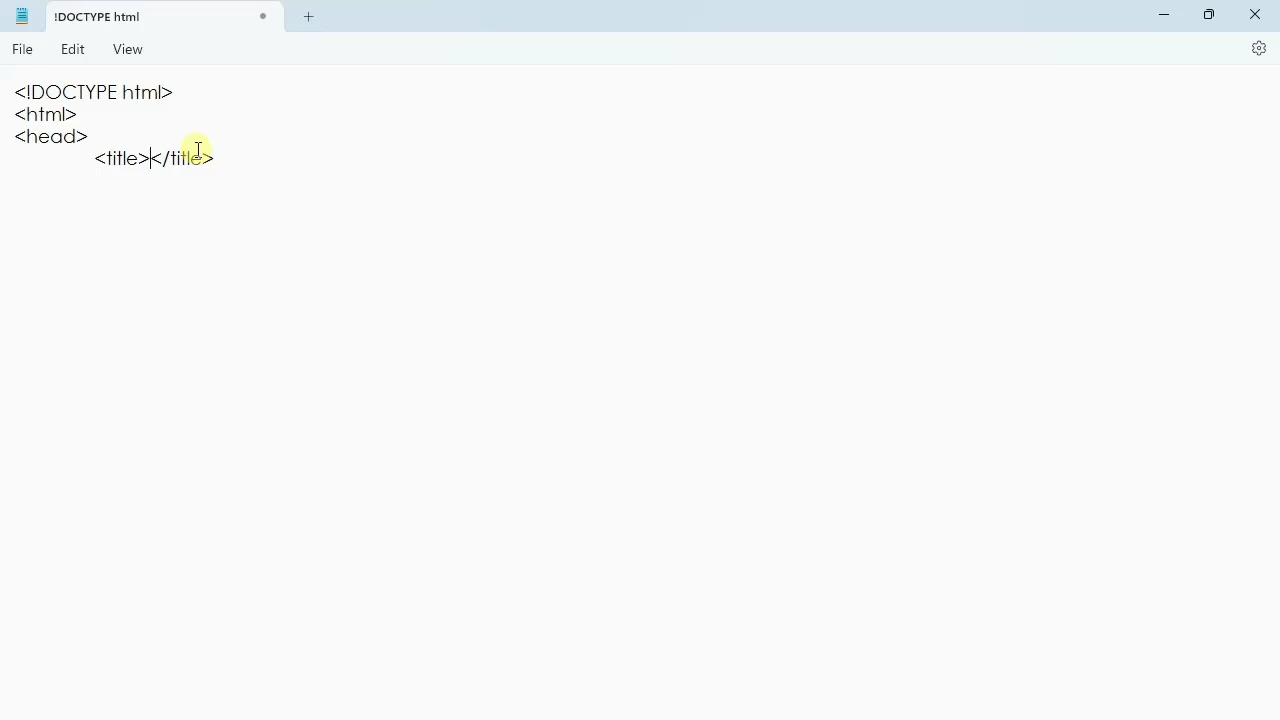 !DOCTYPE html
File Edit View
<!DOCTYPE html>
<html>
<head>
<title></title>